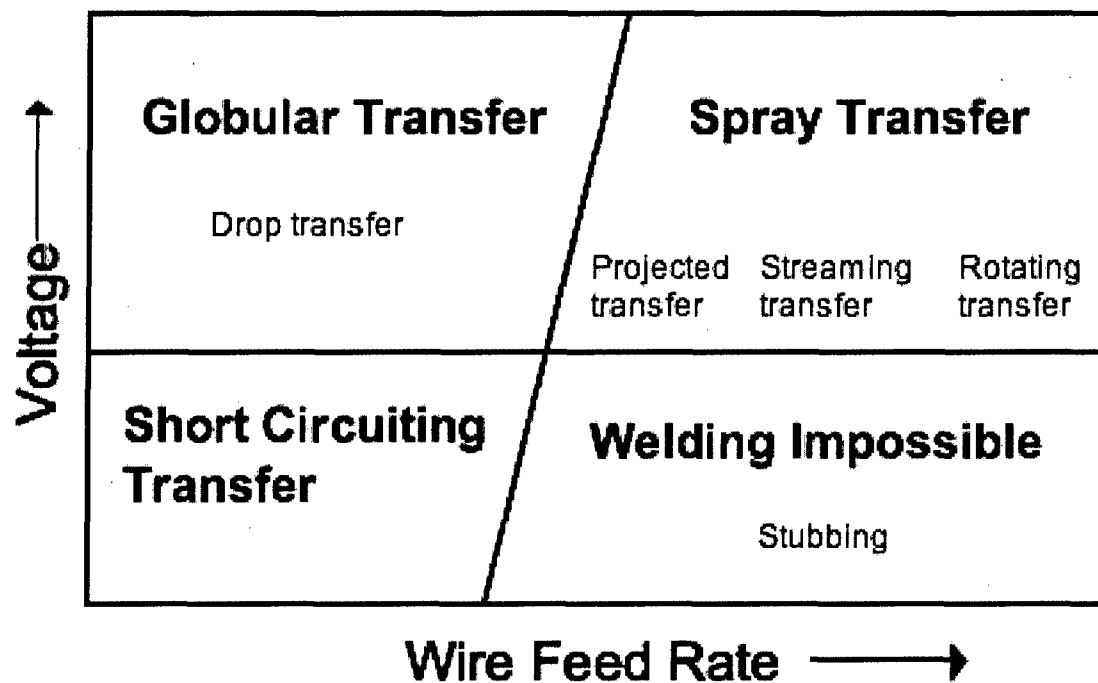 Globular Transfer
Spray Transfer
Drop transfer
Projected
transfer
Streaming
transfer
Rotating
transfer
Voltage
Short Circuiting
Transfer
Welding Impossible
Stubbing
Wire Feed Rate